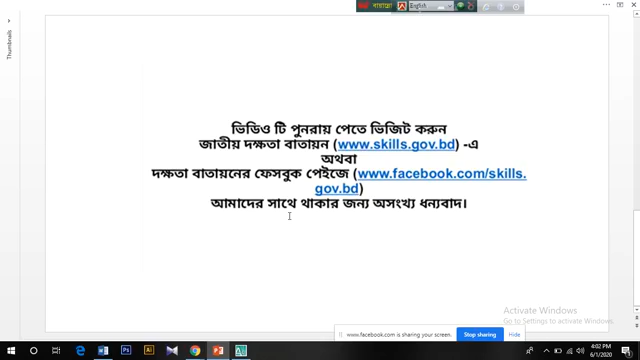 বায়ান্নো
English
Thumbnails
ভিডিও টি পুনরায় পেতে ভিজিট করুন
জাতীয় দক্ষতা বাতায়ন (www.skills.gov.bd) -এ
অথবা
দক্ষতা বাতায়নের ফেসবুক পেইজে (www.facebook.com/skills.
gov.bd)
আমাদের সাথে থাকার জন্য অসংখ্য ধন্যবাদ।
Activate Windows
Go to Settings to activate Windows.
www.facebook.com is sharing your screen.
Stop sharing
Hide
4:02 PM
6/1/2020